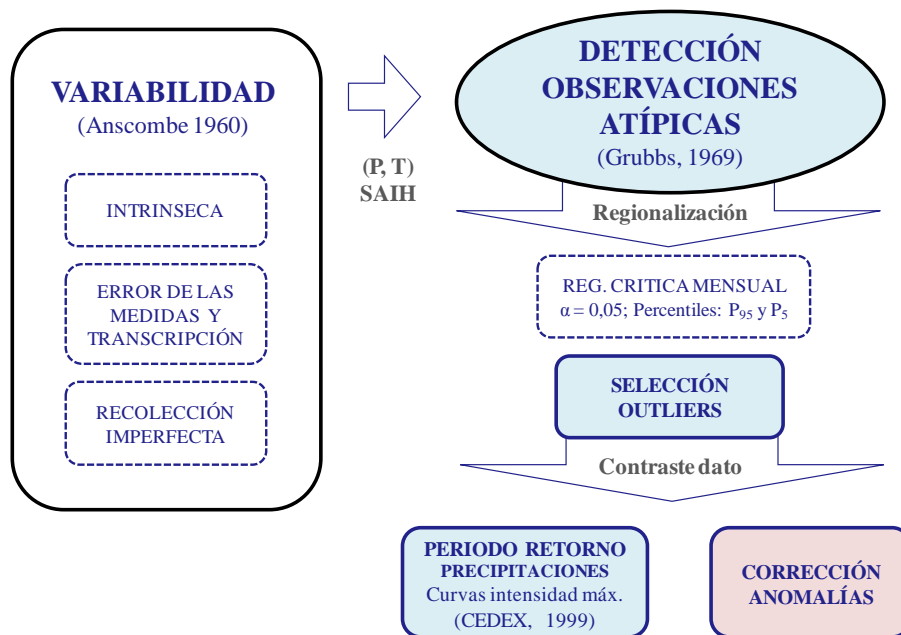 VARIABILIDAD
(Anscombe 1960)
INTRINSECA
ERROR DE LAS
MEDIDAS Y
TRANSCRIPCIÓN
RECOLECCIÓN
IMPERFECTA
(P, T)
SAIH
DETECCIÓN
OBSERVACIONES
ATÍPICAS
(Grubbs, 1969)
Regionalización
REG. CRITICA MENSUAL
α = 0,05; Percentiles: P₉₅ y P₅
SELECCIÓN
OUTLIERS
Contraste dato
PERIODO RETORNO
PRECIPITACIONES
Curvas intensidad máx.
(CEDEX, 1999)
CORRECCIÓN
ANOMALÍAS